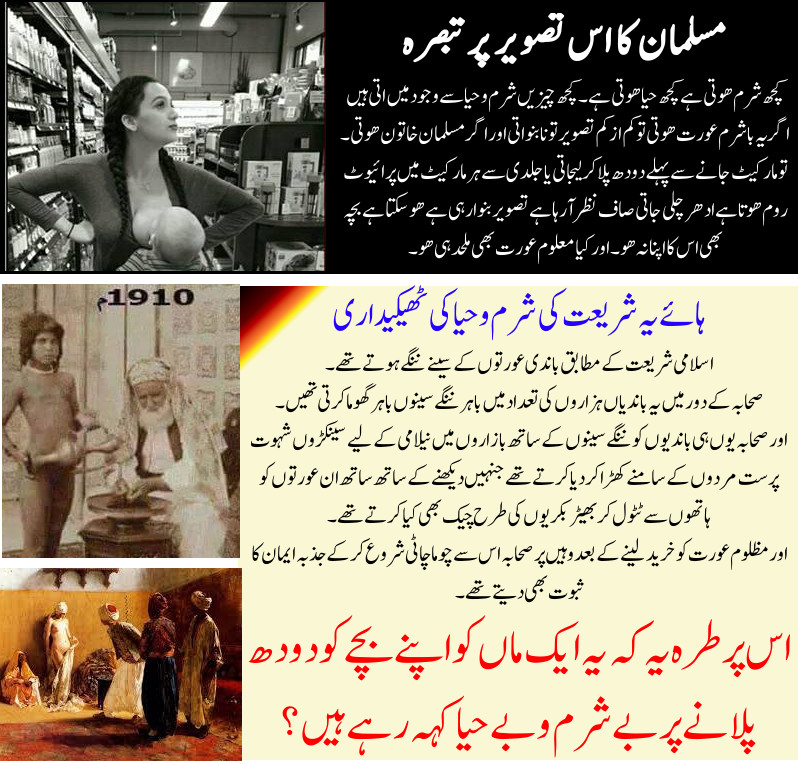 مسلمان کا اس تصویر پر تبصرہ
کچھ شرم ھوتی ہے کچھ حیا ھوتی ہے۔ کچھ چیزیں شرم و حیا سے وجود میں اتی ہیں
اگر یہ باشرم عورت ھوتی تو کم از کم تصویر تو نا بنواتی اور اگر مسلمان خاتون ھوتی۔
تو مارکیٹ جانے سے پہلے دودھ پلا کر لیجاتی یا جلدی سے ہر مارکیٹ میں پرائیوٹ
روم ھوتا ہے ادھر چلی جاتی صاف نظر آرہا ہے تصویر بنوا رہی ہے ھو سکتا ہے بچہ
بھی اس کا اپنا نہ ھو۔ اور کیا معلوم عورت بھی ملحد ہی ھو۔
1910م
ہائے یہ شریعت کی شرم و حیا کی ٹھیکیداری
اسلامی شریعت کے مطابق باندی عورتوں کے سینے ننگے ہوتے تھے۔
صحابہ کے دور میں یہ باندیاں ہزاروں کی تعداد میں باہر ننگے سینوں باہر گھوما کرتی تھیں۔
اور صحابہ یوں ہی باندیوں کو ننگے سینوں کے ساتھ بازاروں میں نیلامی کے لیے سینکڑوں شہوت
پرست مردوں کے سامنے کھڑا کر دیا کرتے تھے جنہیں دیکھنے کے ساتھ ساتھ ان عورتوں کو
ہاتھوں سے ٹٹول کر بھیڑ بکریوں کی طرح چیک بھی کیا کرتے تھے۔
اور مظلوم عورت کو خرید لینے کے بعد وہیں پر صحابہ اس سے چوما چاٹی شروع کر کے جذبہ ایمان کا
ثبوت بھی دیتے تھے۔
اس پر طرہ یہ کہ یہ ایک ماں کو اپنے بچے کو دودھ
پلانے پر بے شرم و بے حیا کہہ رہے ہیں؟